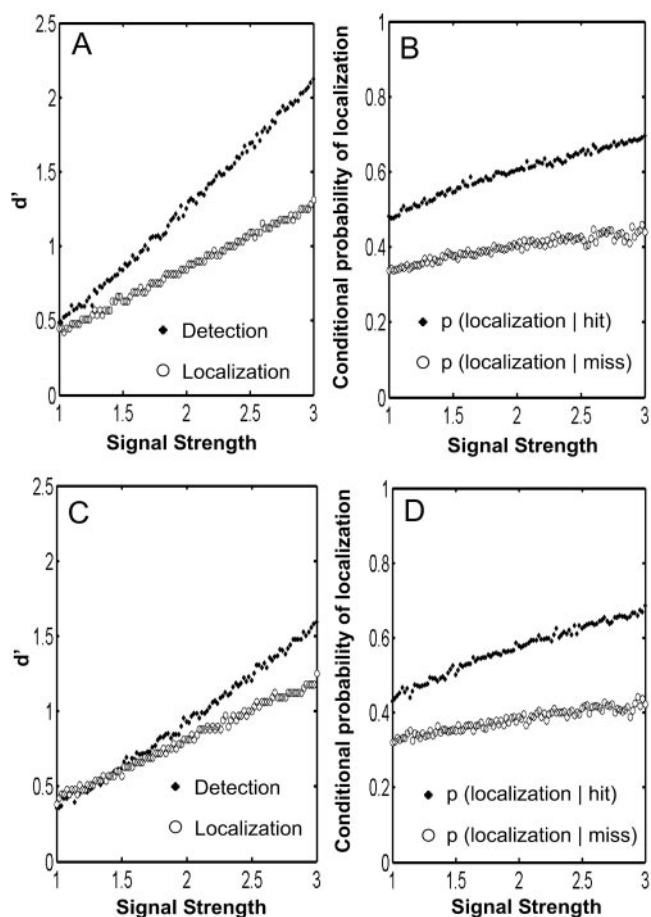 A
2.5
2
1.5
1
0.5
0
d'
Detection
Localization
1 1.5 2 2.5 3
Signal Strength
B
1
0.8
0.6
0.4
0.2
0
Conditional probability of localization
p (localization | hit)
p (localization | miss)
1 1.5 2 2.5 3
Signal Strength
C
2.5
2
1.5
1
0.5
0
d'
Detection
Localization
1 1.5 2 2.5 3
Signal Strength
D
1
0.8
0.6
0.4
0.2
0
Conditional probability of localization
p (localization | hit)
p (localization | miss)
1 1.5 2 2.5 3
Signal Strength